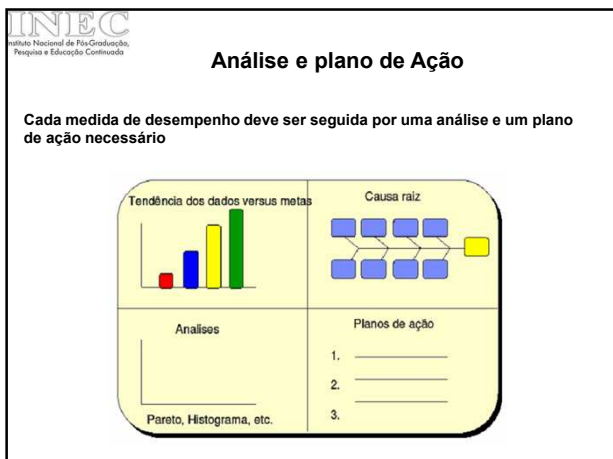 INEC
Instituto Nacional de Pós-Graduação,
Pesquisa e Educação Continuada
Análise e plano de Ação
Cada medida de desempenho deve ser seguida por uma análise e um plano
de ação necessário
Tendência dos dados versus metas
Causa raiz
Analises
Pareto, Histograma, etc.
Planos de ação
1.
2.
3.